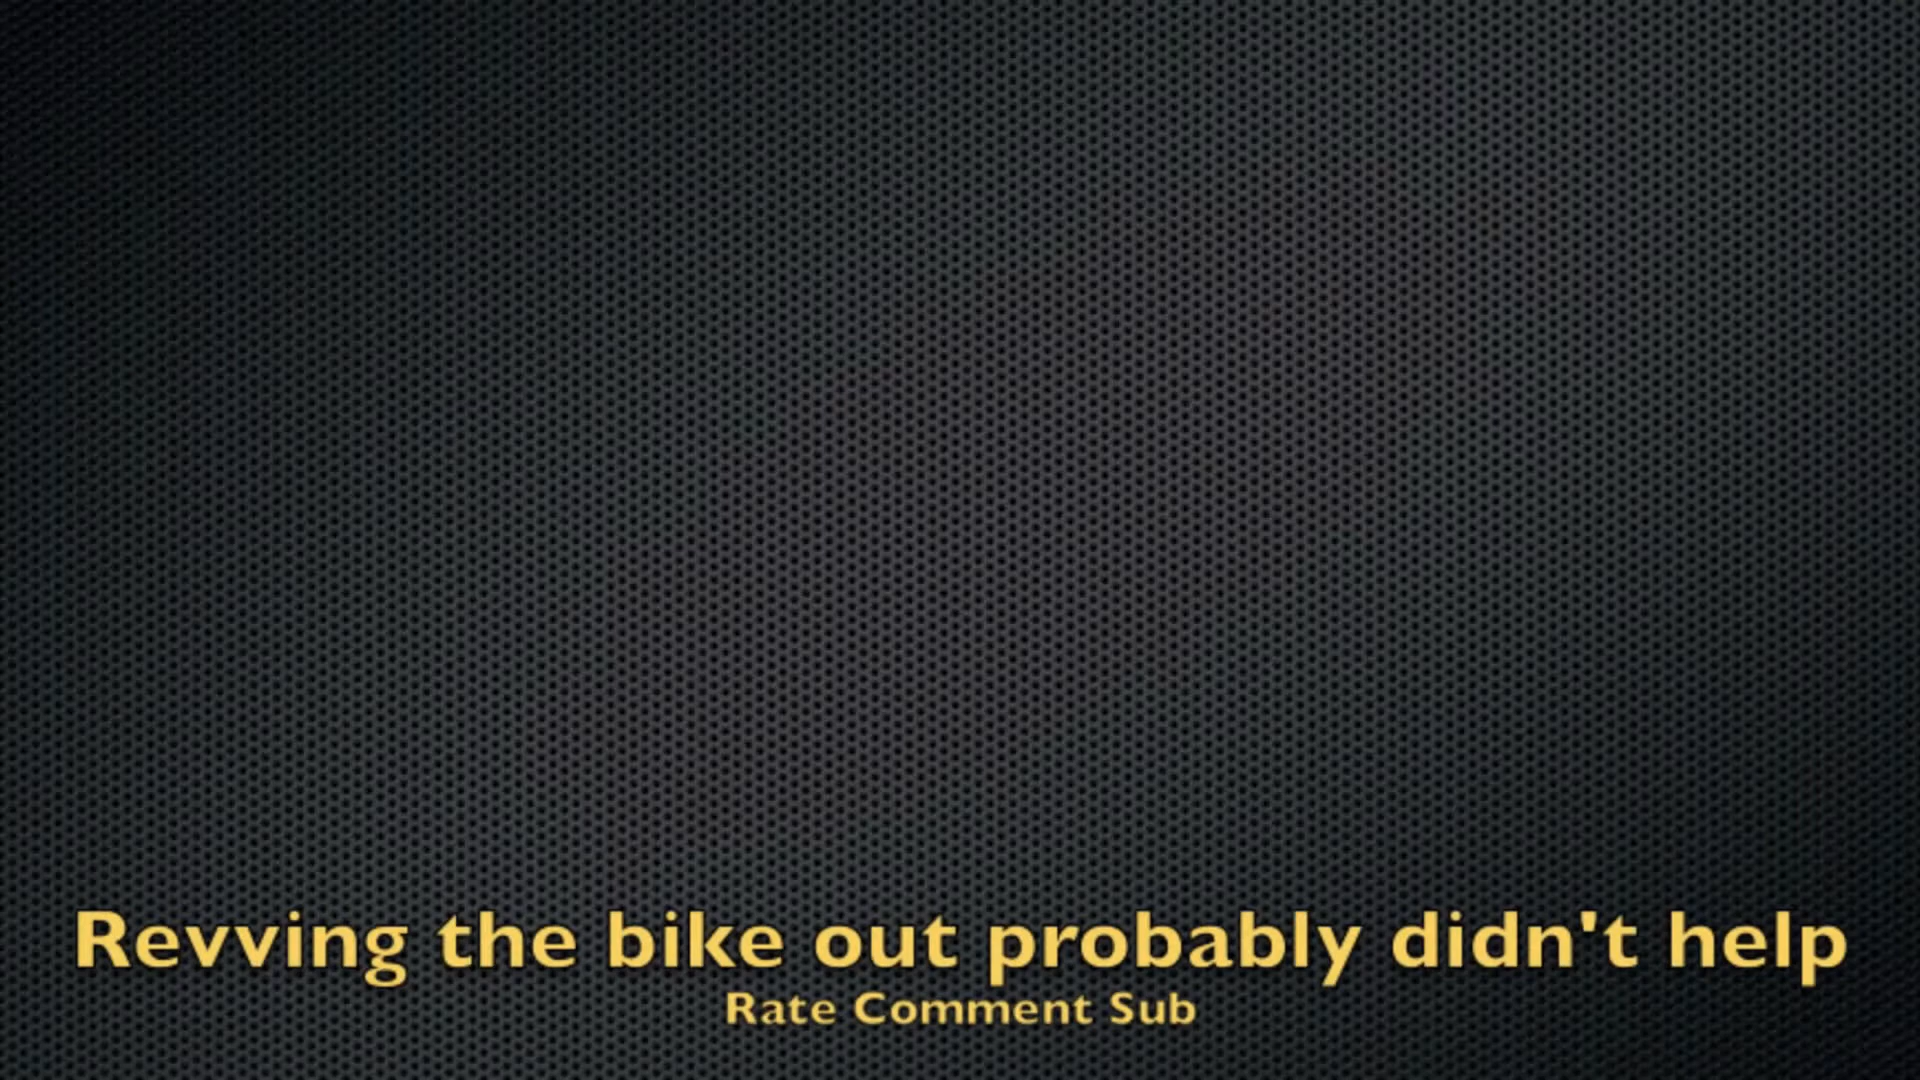 Revving the bike out probably didn't help
Rate Comment Sub